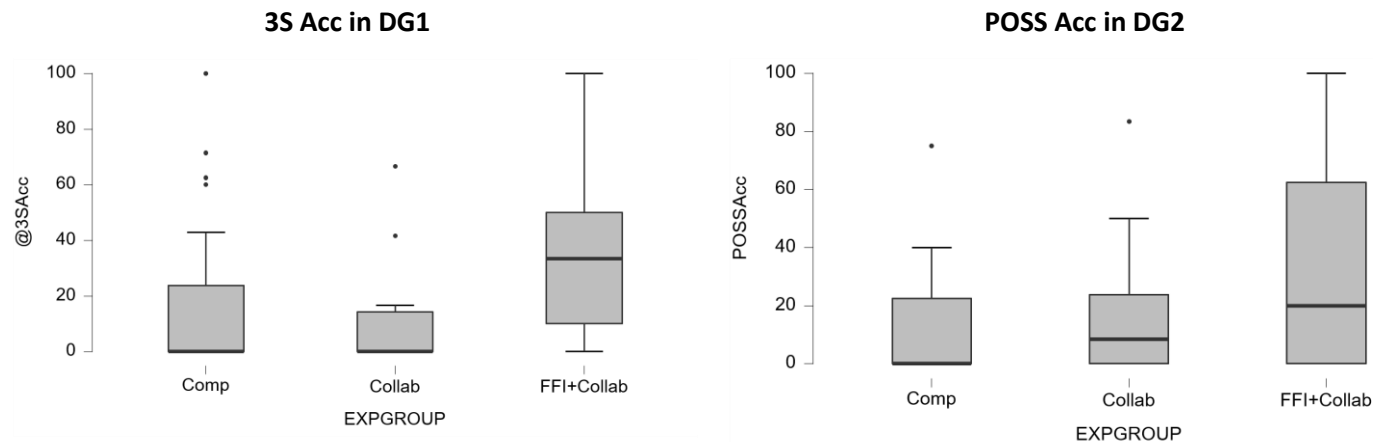 3S Acc in DG1
@3SAcc
100
80
60
40
20
0
Comp Collab FFI+Collab
EXPGROUP
POSS Acc in DG2
POSSAcc
100
80
60
40
20
0
Comp Collab FFI+Collab
EXPGROUP